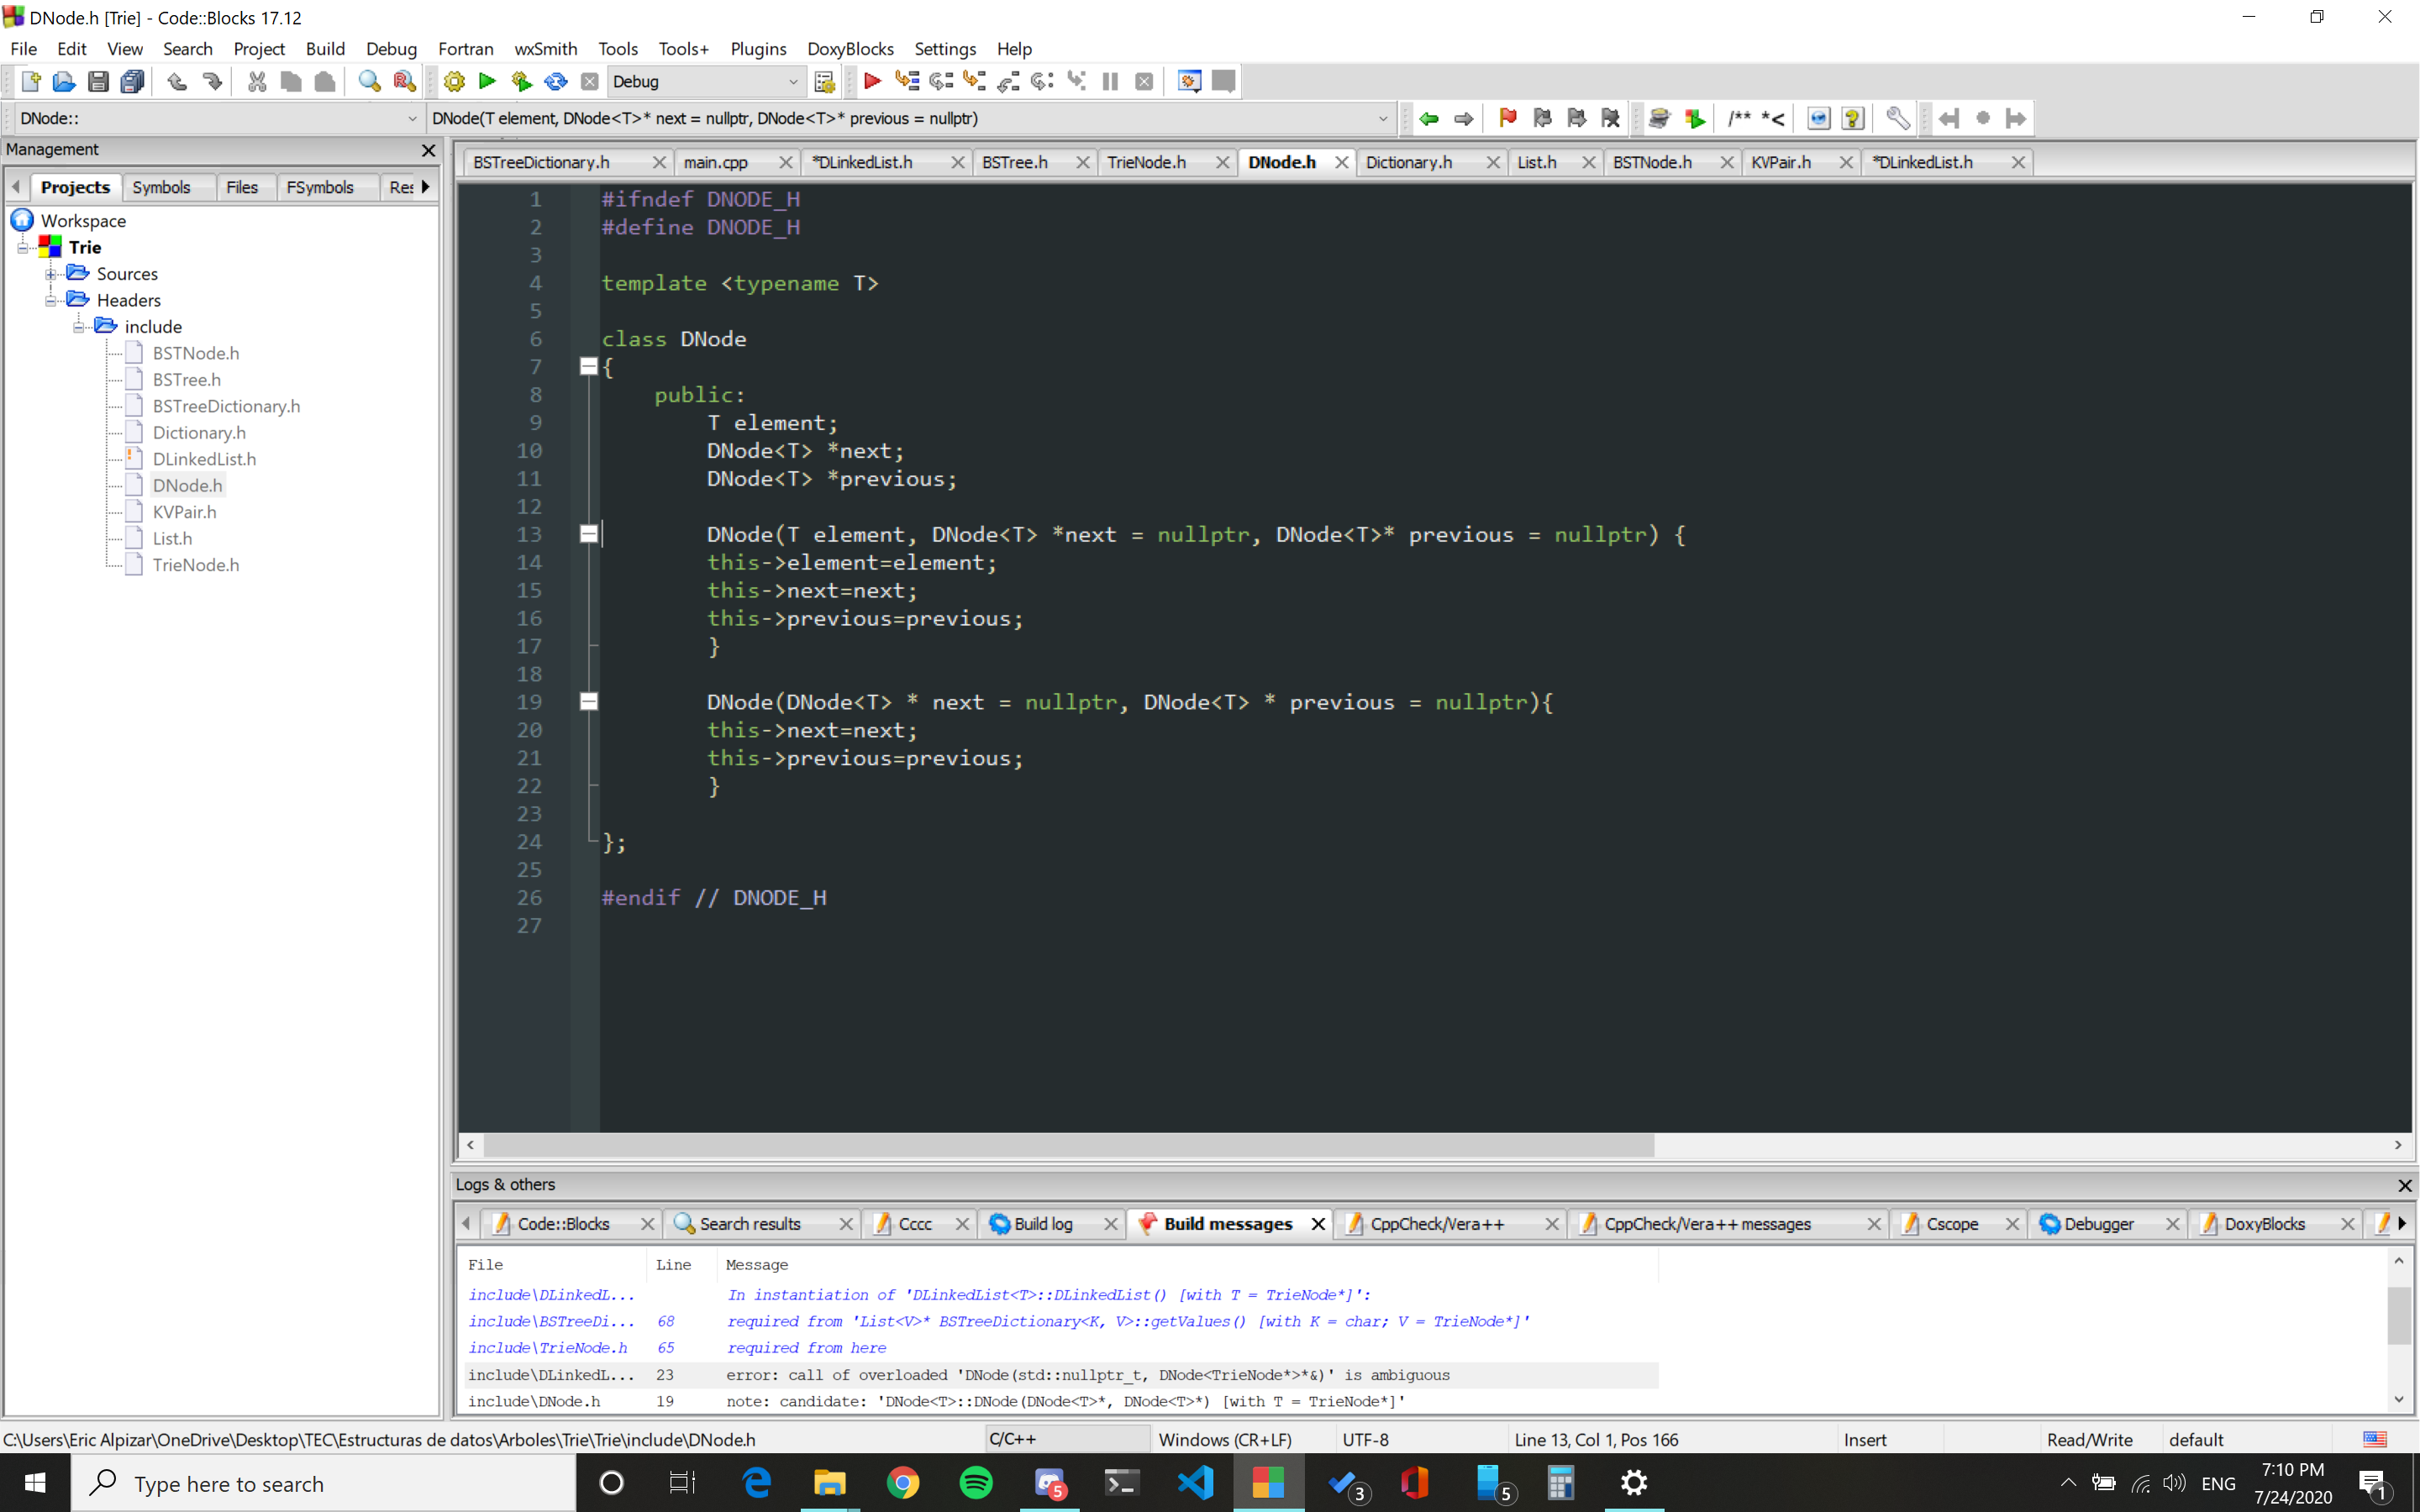 DNode.h [Trie] - Code::Blocks 17.12
File Edit View Search Project Build Debug Fortran wxSmith Tools Tools+ Plugins DoxyBlocks Settings Help
Debug
/** *<
DNode::
DNode(T element, DNode<T>* next = nullptr, DNode<T>* previous = nullptr)
Management
Projects Symbols Files FSymbols Res
Workspace
Trie
Sources
Headers
include
BSTNode.h
BSTree.h
BSTreeDictionary.h
Dictionary.h
DLinkedList.h
DNode.h
KVPair.h
List.h
TrieNode.h
BSTreeDictionary.h main.cpp *DLinkedList.h BSTree.h TrieNode.h DNode.h Dictionary.h List.h BSTNode.h KVPair.h *DLinkedList.h
1 #ifndef DNODE_H
2 #define DNODE_H
3
4 template <typename T>
5
6 class DNode
7 {
8 public:
9 T element;
10 DNode<T> *next;
11 DNode<T> *previous;
12
13 DNode(T element, DNode<T> *next = nullptr, DNode<T>* previous = nullptr) {
14 this->element=element;
15 this->next=next;
16 this->previous=previous;
17 }
18
19 DNode(DNode<T> * next = nullptr, DNode<T> * previous = nullptr){
20 this->next=next;
21 this->previous=previous;
22 }
23
24 };
25
26 #endif // DNODE_H
27
Logs & others
Code::Blocks Search results Cccc Build log Build messages CppCheck/Vera++ CppCheck/Vera++ messages Cscope Debugger DoxyBlocks
File Line Message
include\DLinkedL... In instantiation of 'DLinkedList<T>::DLinkedList() [with T = TrieNode*]':
include\BSTreeDi... 68 required from 'List<V>* BSTreeDictionary<K, V>::getValues() [with K = char; V = TrieNode*]'
include\TrieNode.h 65 required from here
include\DLinkedL... 23 error: call of overloaded 'DNode(std::nullptr_t, DNode<TrieNode*>*&)' is ambiguous
include\DNode.h 19 note: candidate: 'DNode<T>::DNode(DNode<T>*, DNode<T>*) [with T = TrieNode*]'
C:\Users\Eric Alpizar\OneDrive\Desktop\TEC\Estructuras de datos\Arboles\Trie\Trie\include\DNode.h C/C++ Windows (CR+LF) UTF-8 Line 13, Col 1, Pos 166 Insert Read/Write default
Type here to search
5
3
5
ENG
7:10 PM
7/24/2020
1